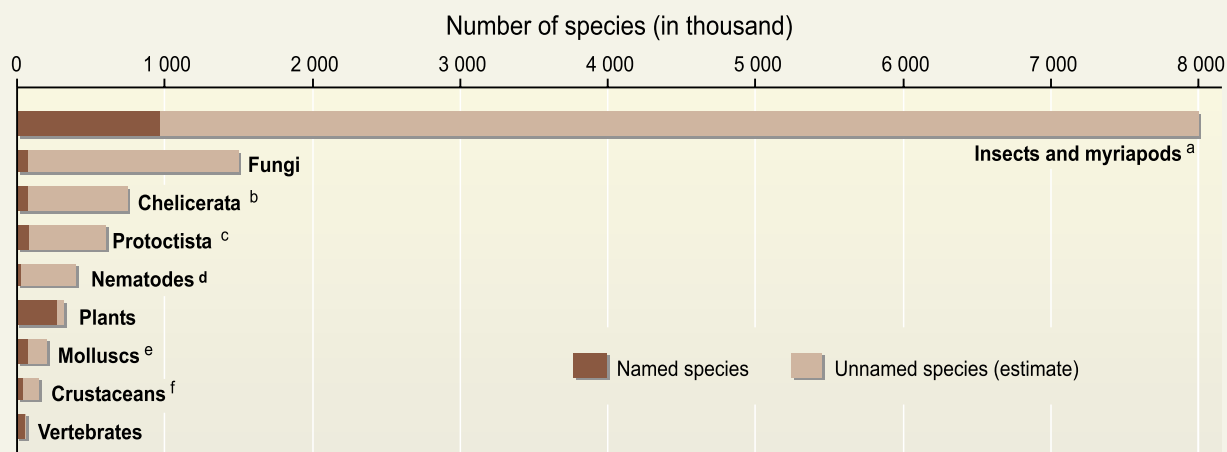 Number of species (in thousand)
0 1 000 2 000 3 000 4 000 5 000 6 000 7 000 8 000
Insects and myriapods a
Fungi
Chelicerata b
Protoctista c
Nematodes d
Plants
Molluscs e
Crustaceans f
Vertebrates
Named species
Unnamed species (estimate)